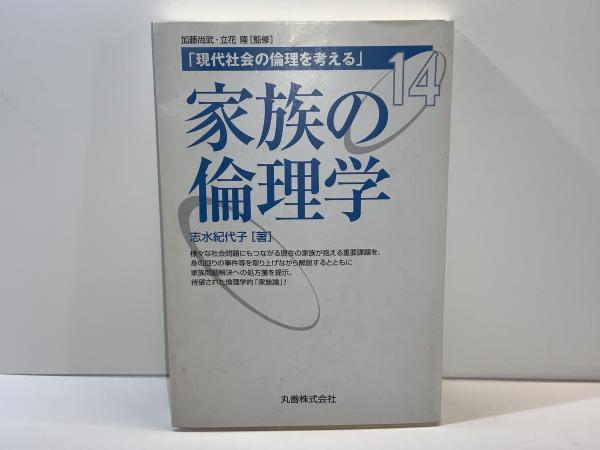 加藤尚武・立花 隆[監修]
「現代社会の倫理を考える」
14
家族の
倫理学
志水紀代子[著]
様々な社会問題にもつながる現在の家族が抱える重要課題を、
身の回りの事件等を取り上げながら解説するとともに
家族問題解決への処方箋を提示。
待望された倫理学的「家族論」!
丸善株式会社